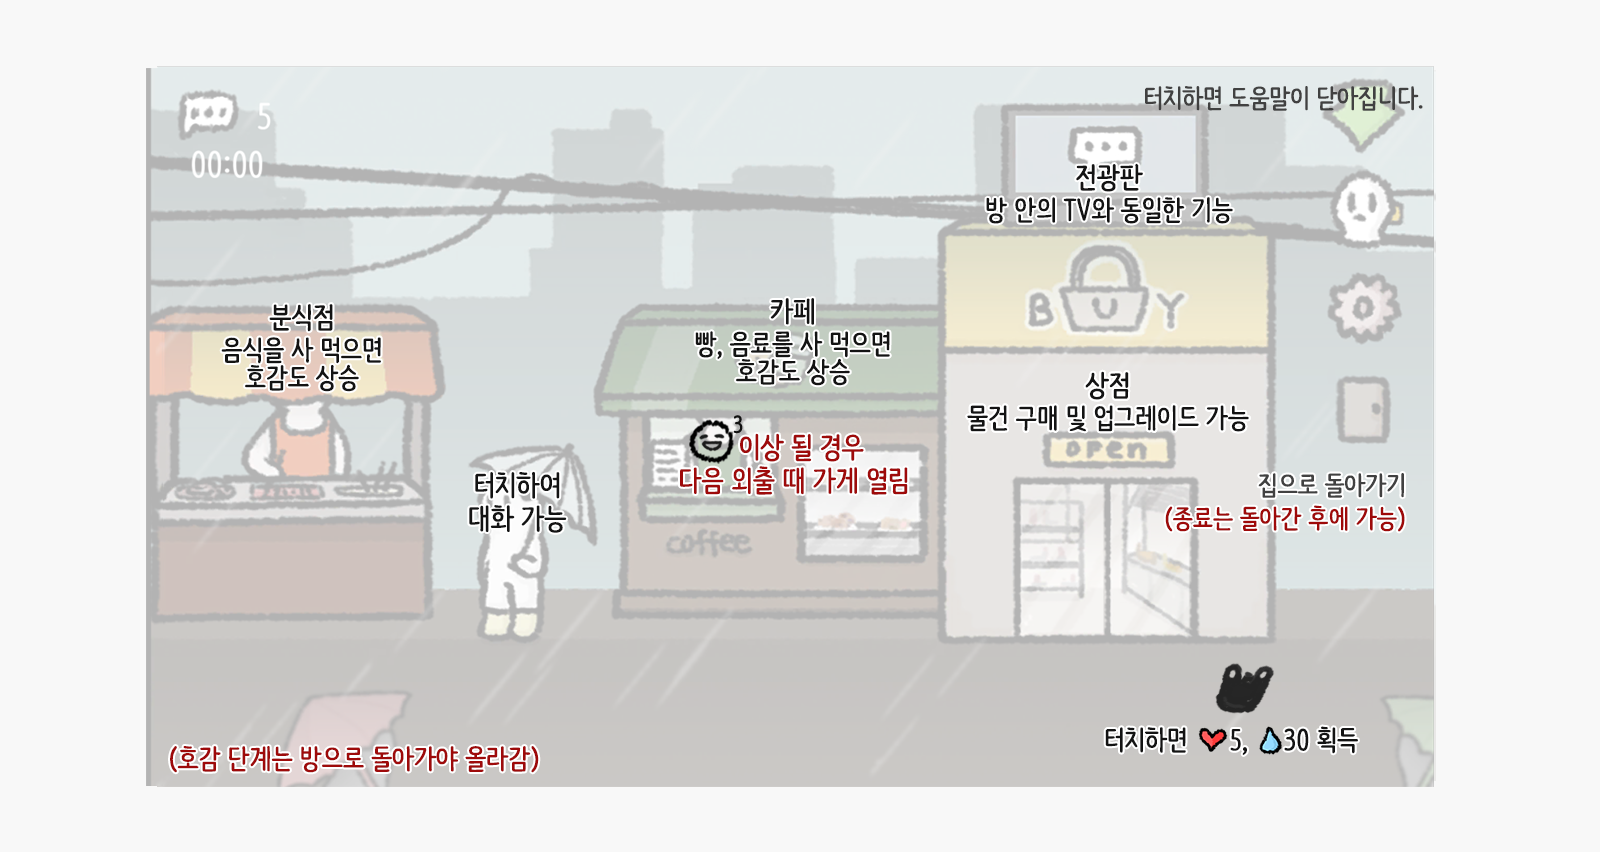 5
00:00
터치하면 도움말이 닫아집니다.
전광판
방 안의 TV와 동일한 기능
BUY
분식점
음식을 사 먹으면
호감도 상승
카페
빵, 음료를 사 먹으면
호감도 상승
3
이상 될 경우
다음 외출 때 가게 열림
coffee
상점
물건 구매 및 업그레이드 가능
open
터치하여
대화 가능
집으로 돌아가기
(종료는 돌아간 후에 가능)
터치하면 5, 30 획득
(호감 단계는 방으로 돌아가야 올라감)